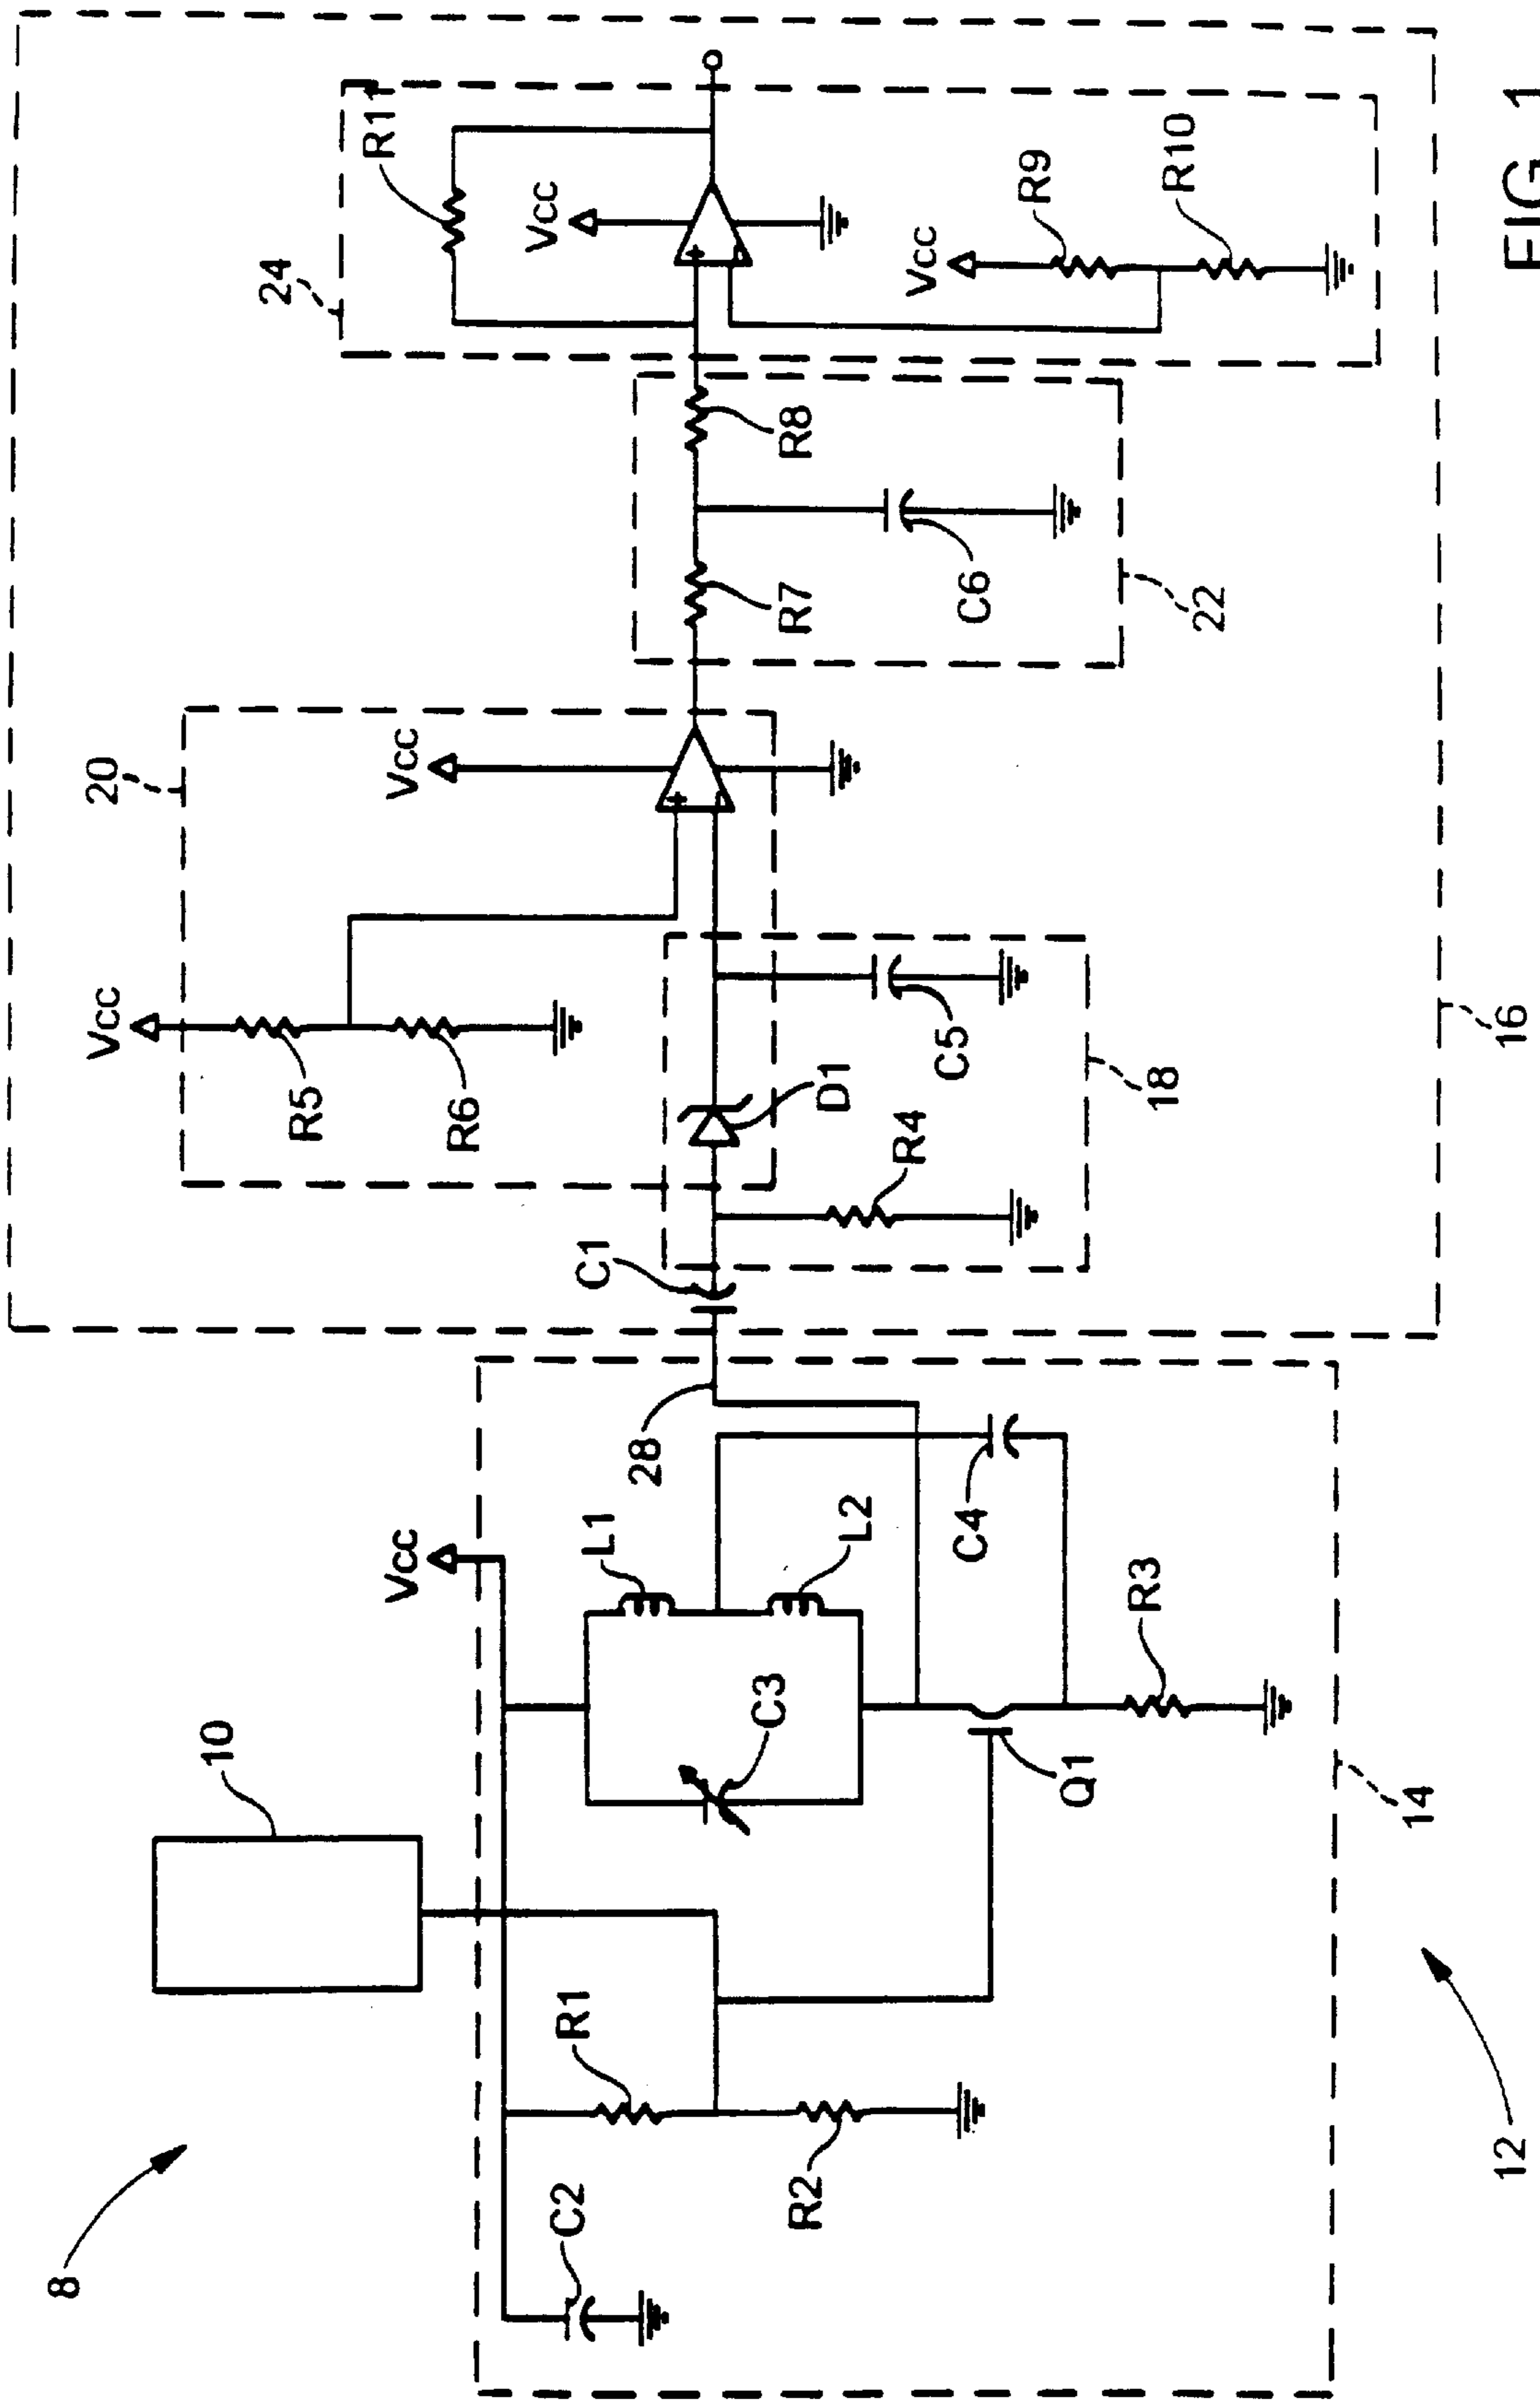 8
10
12
C2
R1
R2
Vcc
L1
L2
C3
C4
Q1
R3
14
28
C1
Vcc
R5
R6
20
Vcc
D1
R4
C5
18
R7
R8
C6
22
24
R11
Vcc
Vcc
R9
R10
16
FIG. 1